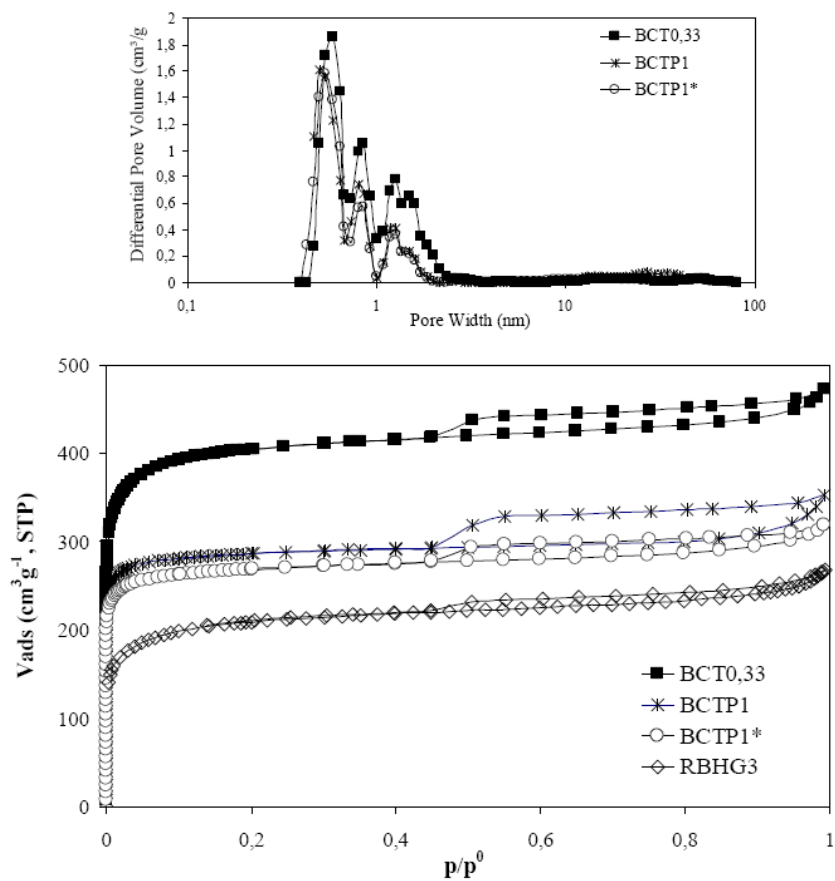 2
1,8
1,6
1,4
1,2
1
0,8
0,6
0,4
0,2
0
Differential Pore Volume (cm³/g
BCT0,33
BCTP1
BCTP1*
0,1 1 10 100
Pore Width (nm)
500
400
300
200
100
0
Vads (cm³g⁻¹, STP)
BCT0,33
BCTP1
BCTP1*
RBHG3
0 0,2 0,4 0,6 0,8 1
p/p⁰